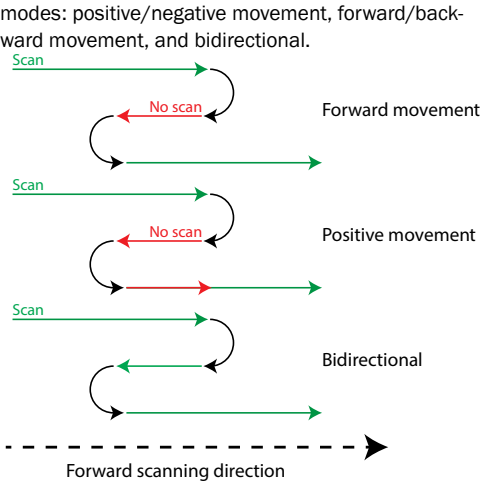 modes: positive/negative movement, forward/back-
ward movement, and bidirectional.
Scan
No scan
Forward movement
Scan
No scan
Positive movement
Scan
Bidirectional
Forward scanning direction